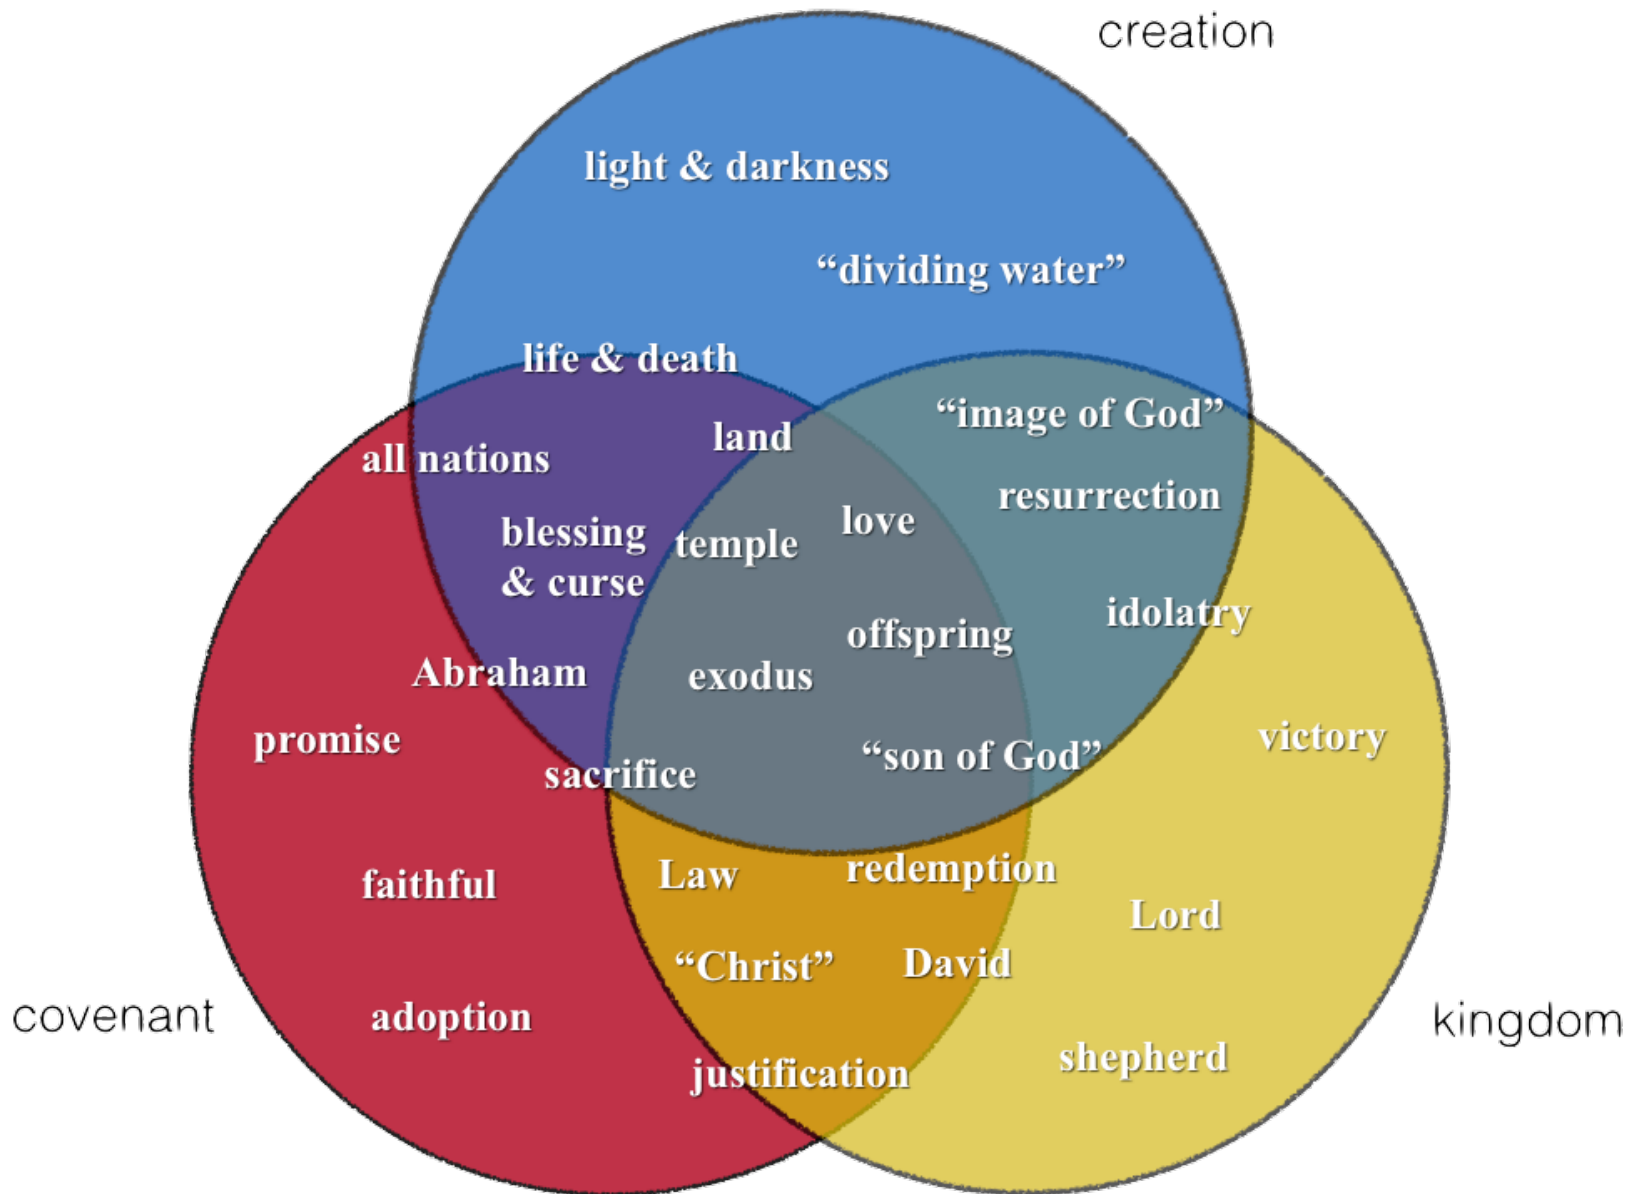 creation
light & darkness
“dividing water”
life & death
“image of God”
land
all nations
resurrection
love
blessing
& curse
temple
idolatry
offspring
Abraham
exodus
promise
victory
“son of God”
sacrifice
redemption
Law
faithful
Lord
David
“Christ”
covenant
adoption
kingdom
shepherd
justification